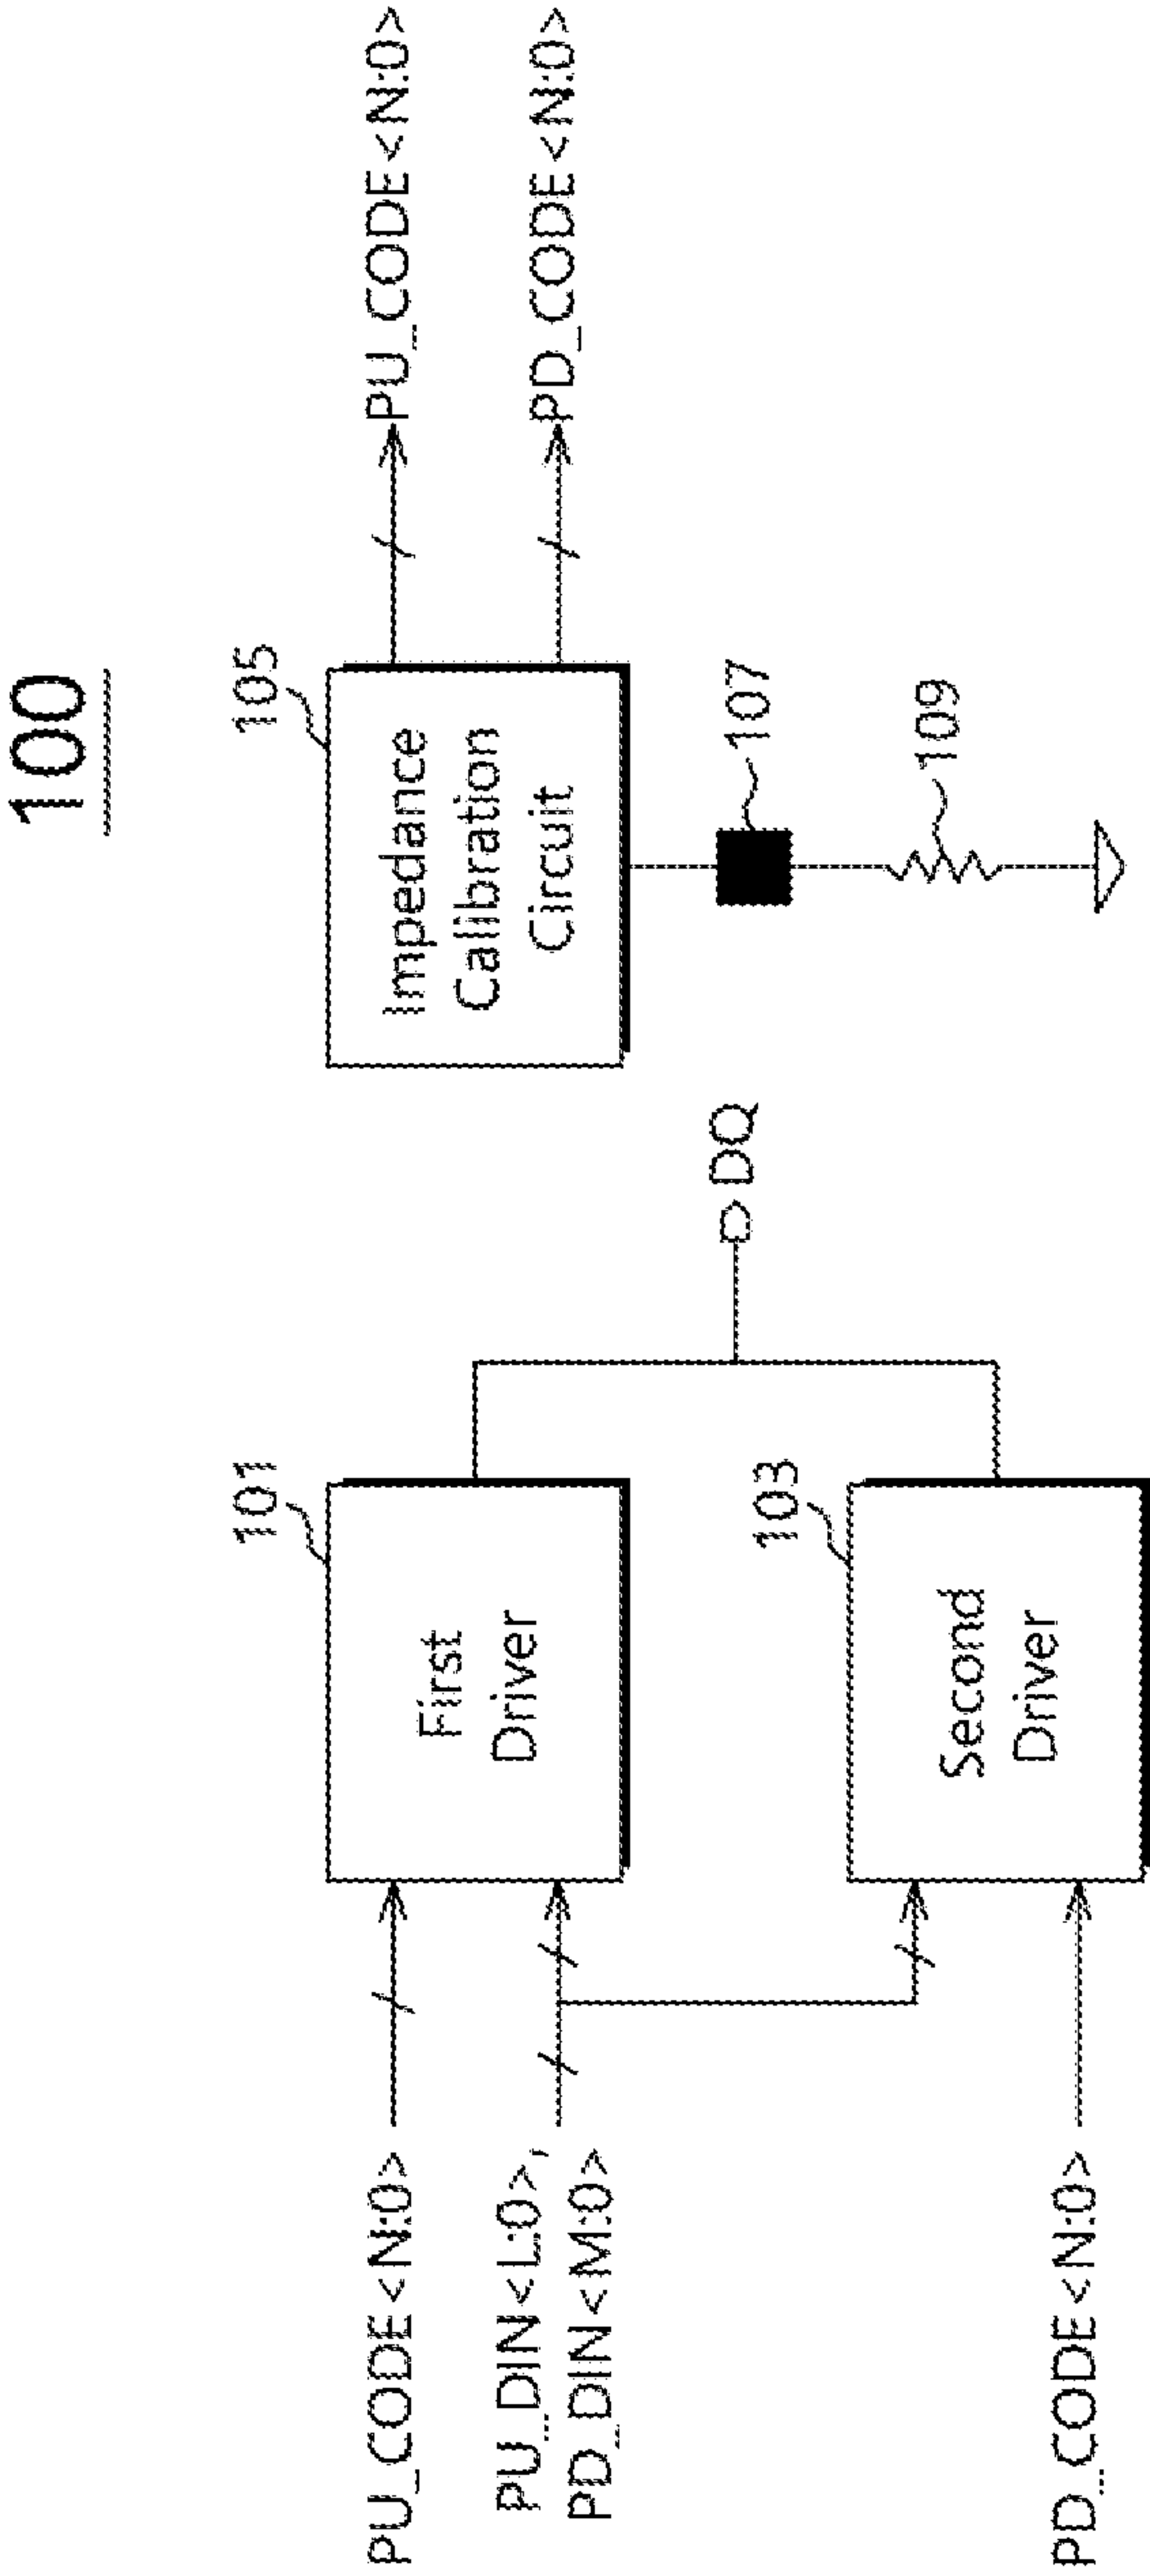 100
PU_CODE<N:0>
PU_DIN<L:0>,
PD_DIN<M:0>
PD_CODE<N:0>
101
First
Driver
103
Second
Driver
DQ
105
Impedance
Calibration
Circuit
107
109
PU_CODE<N:0>
PD_CODE<N:0>